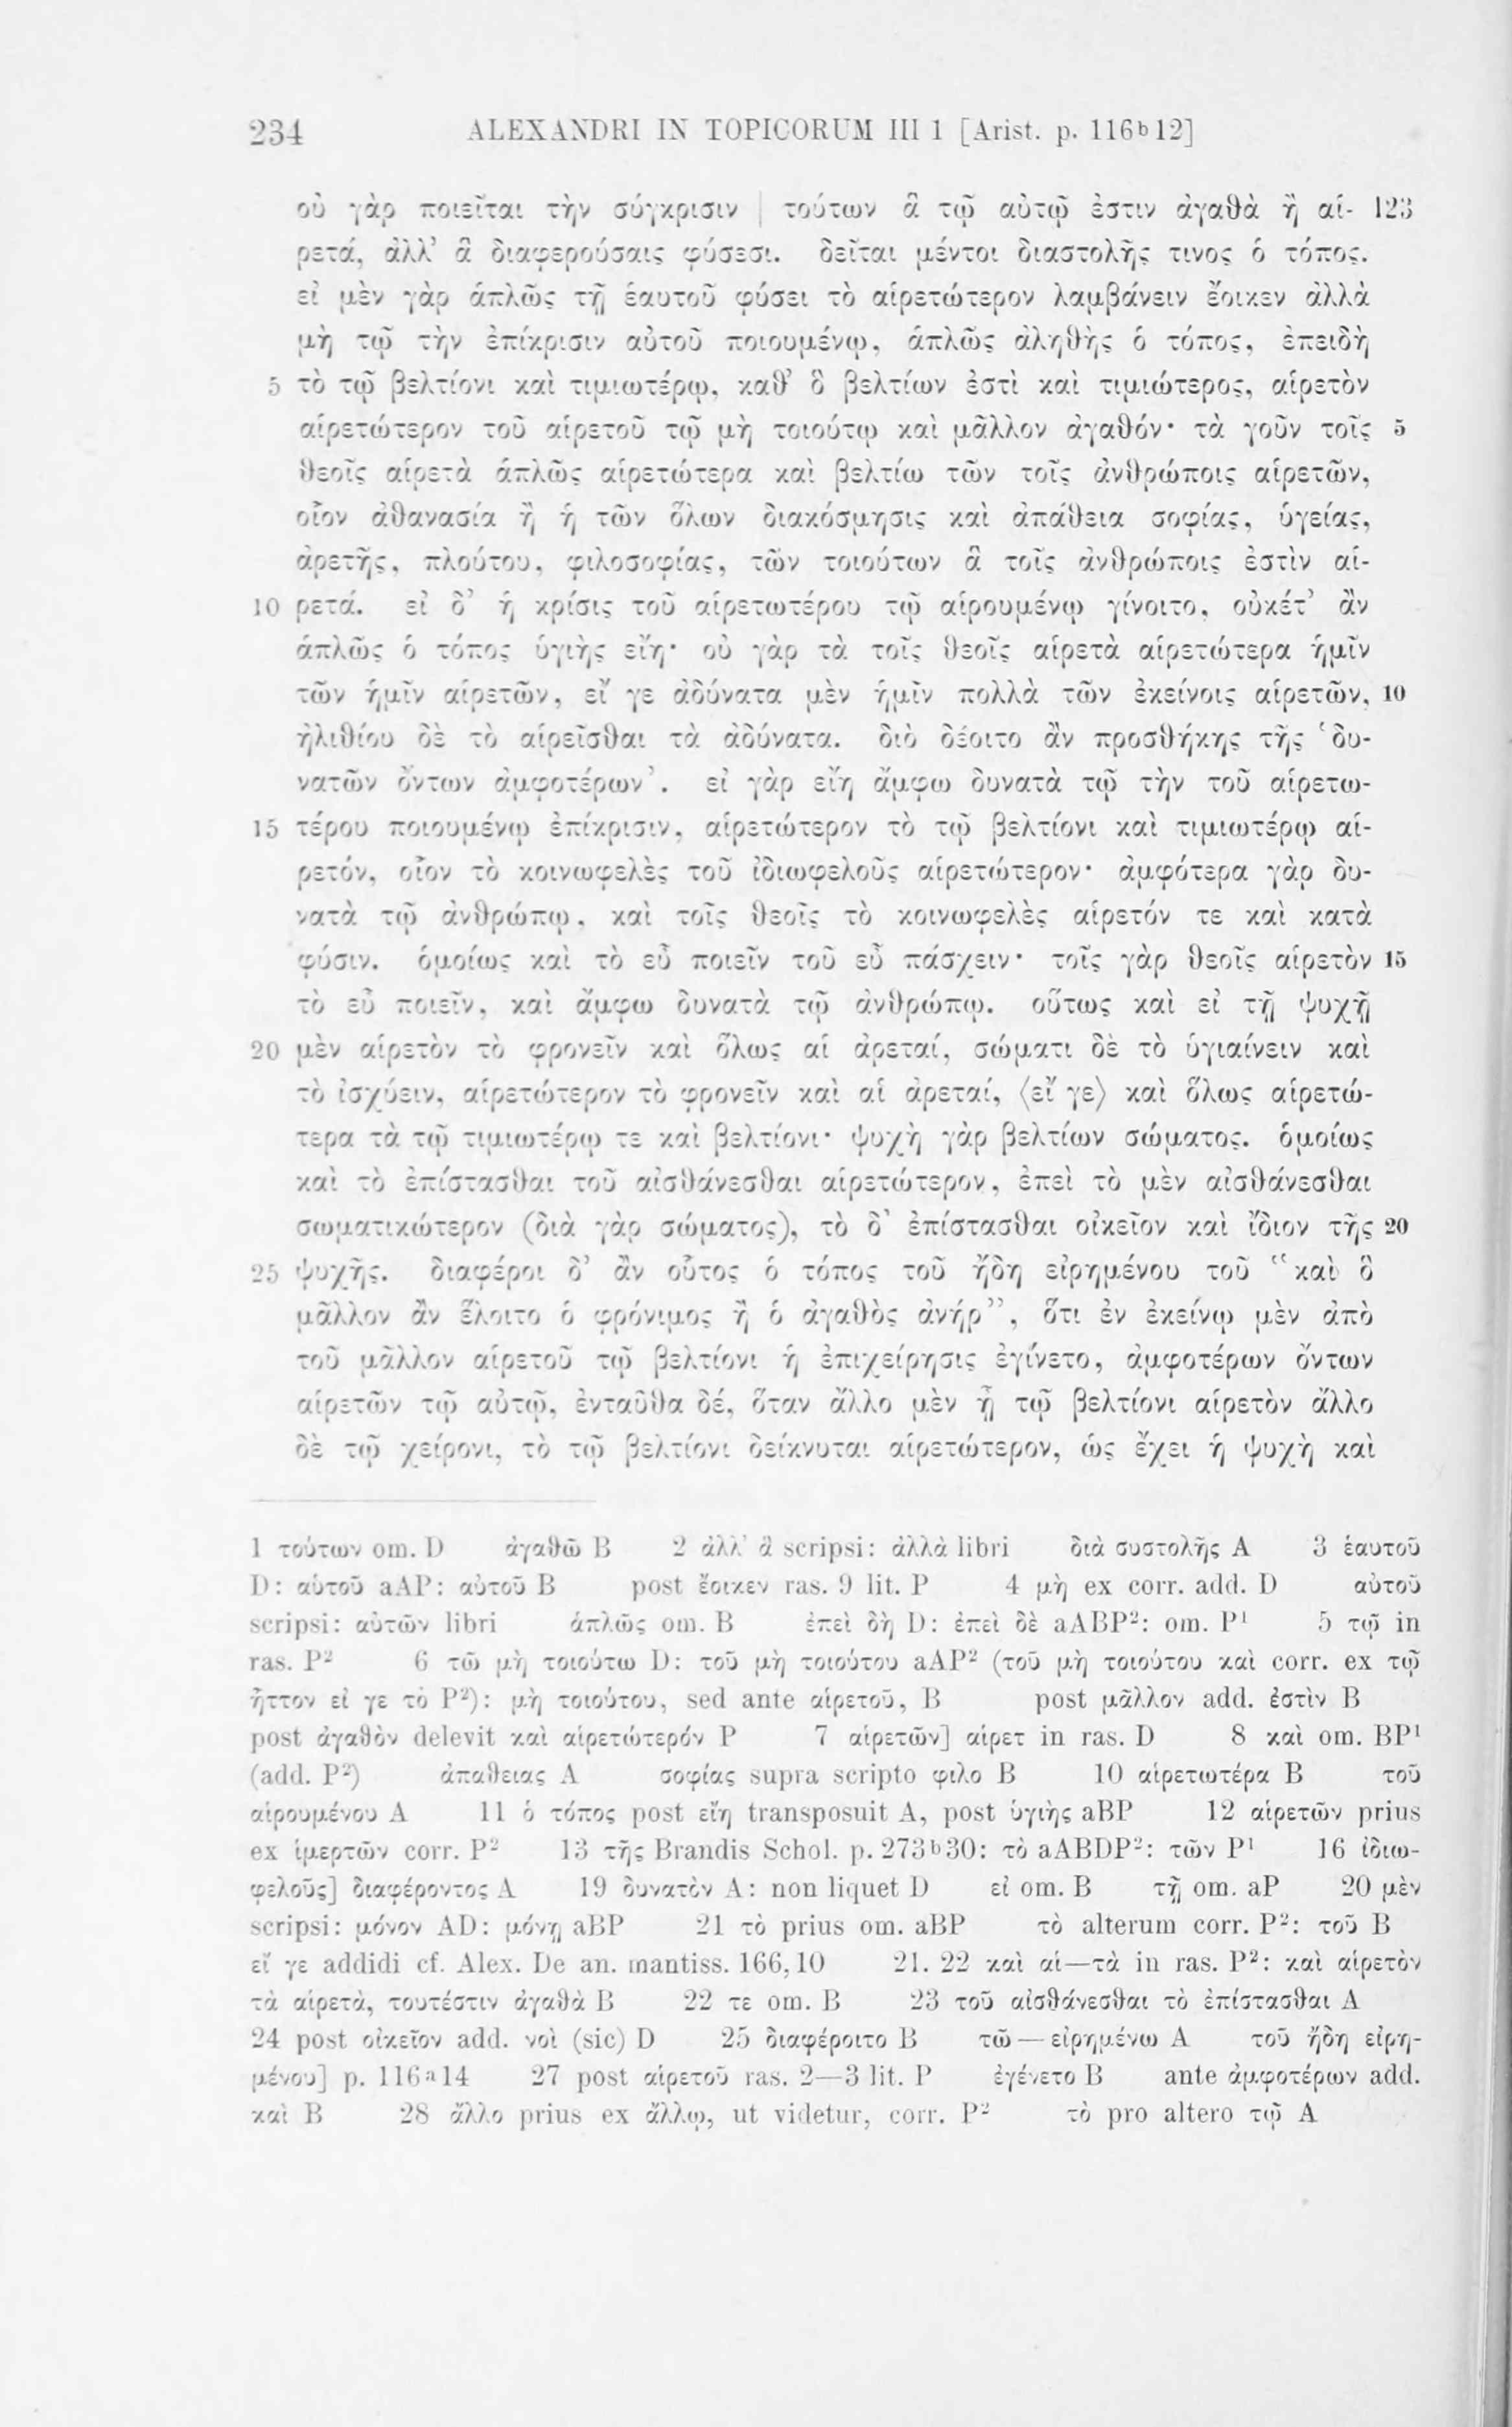 234 ALEXANDRI IN TOPICORUM III 1 [Arist. p. 116b12]
οὐ γὰρ ποιεῖται τὴν σύγκρισιν | τούτων ἃ τῷ αὐτῷ ἐστιν ἀγαθὰ ἢ αἱ- 123
ρετά, ἀλλ’ ἃ διαφερούσαις φύσεσι. δεῖται μέντοι διαστολῆς τινος ὁ τόπος.
εἰ μὲν γὰρ ἁπλῶς τῇ ἑαυτοῦ φύσει τὸ αἱρετώτερον λαμβάνειν ἔοικεν ἀλλὰ
μὴ τῷ τὴν ἐπίκρισιν αὐτοῦ ποιουμένῳ, ἁπλῶς ἀληθὴς ὁ τόπος, ἐπειδὴ
5 τὸ τῷ βελτίονι καὶ τιμιωτέρῳ, καθ’ ὃ βελτίων ἐστὶ καὶ τιμιώτερος, αἱρετὸν
αἱρετώτερον τοῦ αἱρετοῦ τῷ μὴ τοιούτῳ καὶ μᾶλλον ἀγαθόν· τὰ γοῦν τοῖς 5
θεοῖς αἱρετὰ ἁπλῶς αἱρετώτερα καὶ βελτίω τῶν τοῖς ἀνθρώποις αἱρετῶν,
οἷον ἀθανασία ἢ ἡ τῶν ὅλων διακόσμησις καὶ ἀπάθεια σοφίας, ὑγείας,
ἀρετῆς, πλούτου, φιλοσοφίας, τῶν τοιούτων ἃ τοῖς ἀνθρώποις ἐστὶν αἱ-
10 ρετά. εἰ δ’ ἡ κρίσις τοῦ αἱρετωτέρου τῷ αἱρουμένῳ γίνοιτο, οὐκέτ’ ἂν
ἁπλῶς ὁ τόπος ὑγιὴς εἴη· οὐ γὰρ τὰ τοῖς θεοῖς αἱρετὰ αἱρετώτερα ἡμῖν
τῶν ἡμῖν αἱρετῶν, εἴ γε ἀδύνατα μὲν ἡμῖν πολλὰ τῶν ἐκείνοις αἱρετῶν, 10
ἠλιθίου δὲ τὸ αἱρεῖσθαι τὰ ἀδύνατα. διὸ δέοιτο ἂν προσθήκης τῆς ‘δυ-
νατῶν ὄντων ἀμφοτέρων’. εἰ γὰρ εἴη ἄμφω δυνατὰ τῷ τὴν τοῦ αἱρετω-
15 τέρου ποιουμένῳ ἐπίκρισιν, αἱρετώτερον τὸ τῷ βελτίονι καὶ τιμιωτέρῳ αἱ-
ρετόν, οἷον τὸ κοινωφελὲς τοῦ ἰδιωφελοῦς αἱρετώτερον· ἀμφότερα γὰρ δυ-
νατὰ τῷ ἀνθρώπῳ, καὶ τοῖς θεοῖς τὸ κοινωφελὲς αἱρετόν τε καὶ κατὰ
φύσιν. ὁμοίως καὶ τὸ εὖ ποιεῖν τοῦ εὖ πάσχειν· τοῖς γὰρ θεοῖς αἱρετὸν 15
τὸ εὖ ποιεῖν, καὶ ἄμφω δυνατὰ τῷ ἀνθρώπῳ. οὕτως καὶ εἰ τῇ ψυχῇ
20 μὲν αἱρετὸν τὸ φρονεῖν καὶ ὅλως αἱ ἀρεταί, σώματι δὲ τὸ ὑγιαίνειν καὶ
τὸ ἰσχύειν, αἱρετώτερον τὸ φρονεῖν καὶ αἱ ἀρεταί, ⟨εἴ γε⟩ καὶ ὅλως αἱρετώ-
τερα τὰ τῷ τιμιωτέρῳ τε καὶ βελτίονι· ψυχὴ γὰρ βελτίων σώματος. ὁμοίως
καὶ τὸ ἐπίστασθαι τοῦ αἰσθάνεσθαι αἱρετώτερον, ἐπεὶ τὸ μὲν αἰσθάνεσθαι
σωματικώτερον (διὰ γὰρ σώματος), τὸ δ’ ἐπίστασθαι οἰκεῖον καὶ ἴδιον τῆς 20
25 ψυχῆς. διαφέροι δ’ ἂν οὗτος ὁ τόπος τοῦ ἤδη εἰρημένου τοῦ “καὶ ὃ
μᾶλλον ἂν ἕλοιτο ὁ φρόνιμος ἢ ὁ ἀγαθὸς ἀνήρ”, ὅτι ἐν ἐκείνῳ μὲν ἀπὸ
τοῦ μᾶλλον αἱρετοῦ τῷ βελτίονι ἡ ἐπιχείρησις ἐγίνετο, ἀμφοτέρων ὄντων
αἱρετῶν τῷ αὐτῷ, ἐνταῦθα δέ, ὅταν ἄλλο μὲν ᾖ τῷ βελτίονι αἱρετὸν ἄλλο
δὲ τῷ χείρονι, τὸ τῷ βελτίονι δείκνυται αἱρετώτερον, ὡς ἔχει ἡ ψυχὴ καὶ
1 τούτων om. D ἀγαθῶ B 2 ἀλλ’ ἃ scripsi: ἀλλὰ libri διὰ συστολῆς A 3 ἑαυτοῦ
D: αὑτοῦ aAP: αὐτοῦ B post ἔοικεν ras. 9 lit. P 4 μὴ ex corr. add. D αὐτοῦ
scripsi: αὐτῶν libri ἁπλῶς om. B ἐπεὶ δὴ D: ἐπεὶ δὲ aABP²: om. P¹ 5 τῷ in
ras. P² 6 τῶ μὴ τοιούτω D: τοῦ μὴ τοιούτου aAP² (τοῦ μὴ τοιούτου καὶ corr. ex τῷ
ἧττον εἴ γε τὸ P²): μὴ τοιούτου, sed ante αἱρετοῦ, B post μᾶλλον add. ἐστὶν B
post ἀγαθὸν delevit καὶ αἱρετώτερόν P 7 αἱρετῶν] αἱρετ in ras. D 8 καὶ om. BP¹
(add. P²) ἀπαθειας A σοφίας supra scripto φιλο B 10 αἱρετωτέρα B τοῦ
αἱρουμένου A 11 ὁ τόπος post εἴη transposuit A, post ὑγιὴς aBP 12 αἱρετῶν prius
ex ἱμερτῶν corr. P² 13 τῆς Brandis Schol. p. 273b30: τὸ aABDP²: τῶν P¹ 16 ἰδιω-
φελοῦς] διαφέροντος A 19 δυνατὸν A: non liquet D εἰ om. B τῇ om. aP 20 μὲν
scripsi: μόνον AD: μόνῃ aBP 21 τὸ prius om. aBP τὸ alterum corr. P²: τοῦ B
εἴ γε addidi cf. Alex. De an. mantiss. 166,10 21. 22 καὶ αἱ—τὰ in ras. P²: καὶ αἱρετὸν
τὰ αἱρετὰ, τουτέστιν ἀγαθὰ B 22 τε om. B 23 τοῦ αἰσθάνεσθαι τὸ ἐπίστασθαι A
24 post οἰκεῖον add. νοὶ (sic) D 25 διαφέροιτο B τῶ—εἰρημένω A τοῦ ἤδη εἰρη-
μένου] p. 116a14 27 post αἱρετοῦ ras. 2—3 lit. P ἐγένετο B ante ἀμφοτέρων add.
καὶ B 28 ἄλλο prius ex ἄλλῳ, ut videtur, corr. P² τὸ pro altero τῷ A